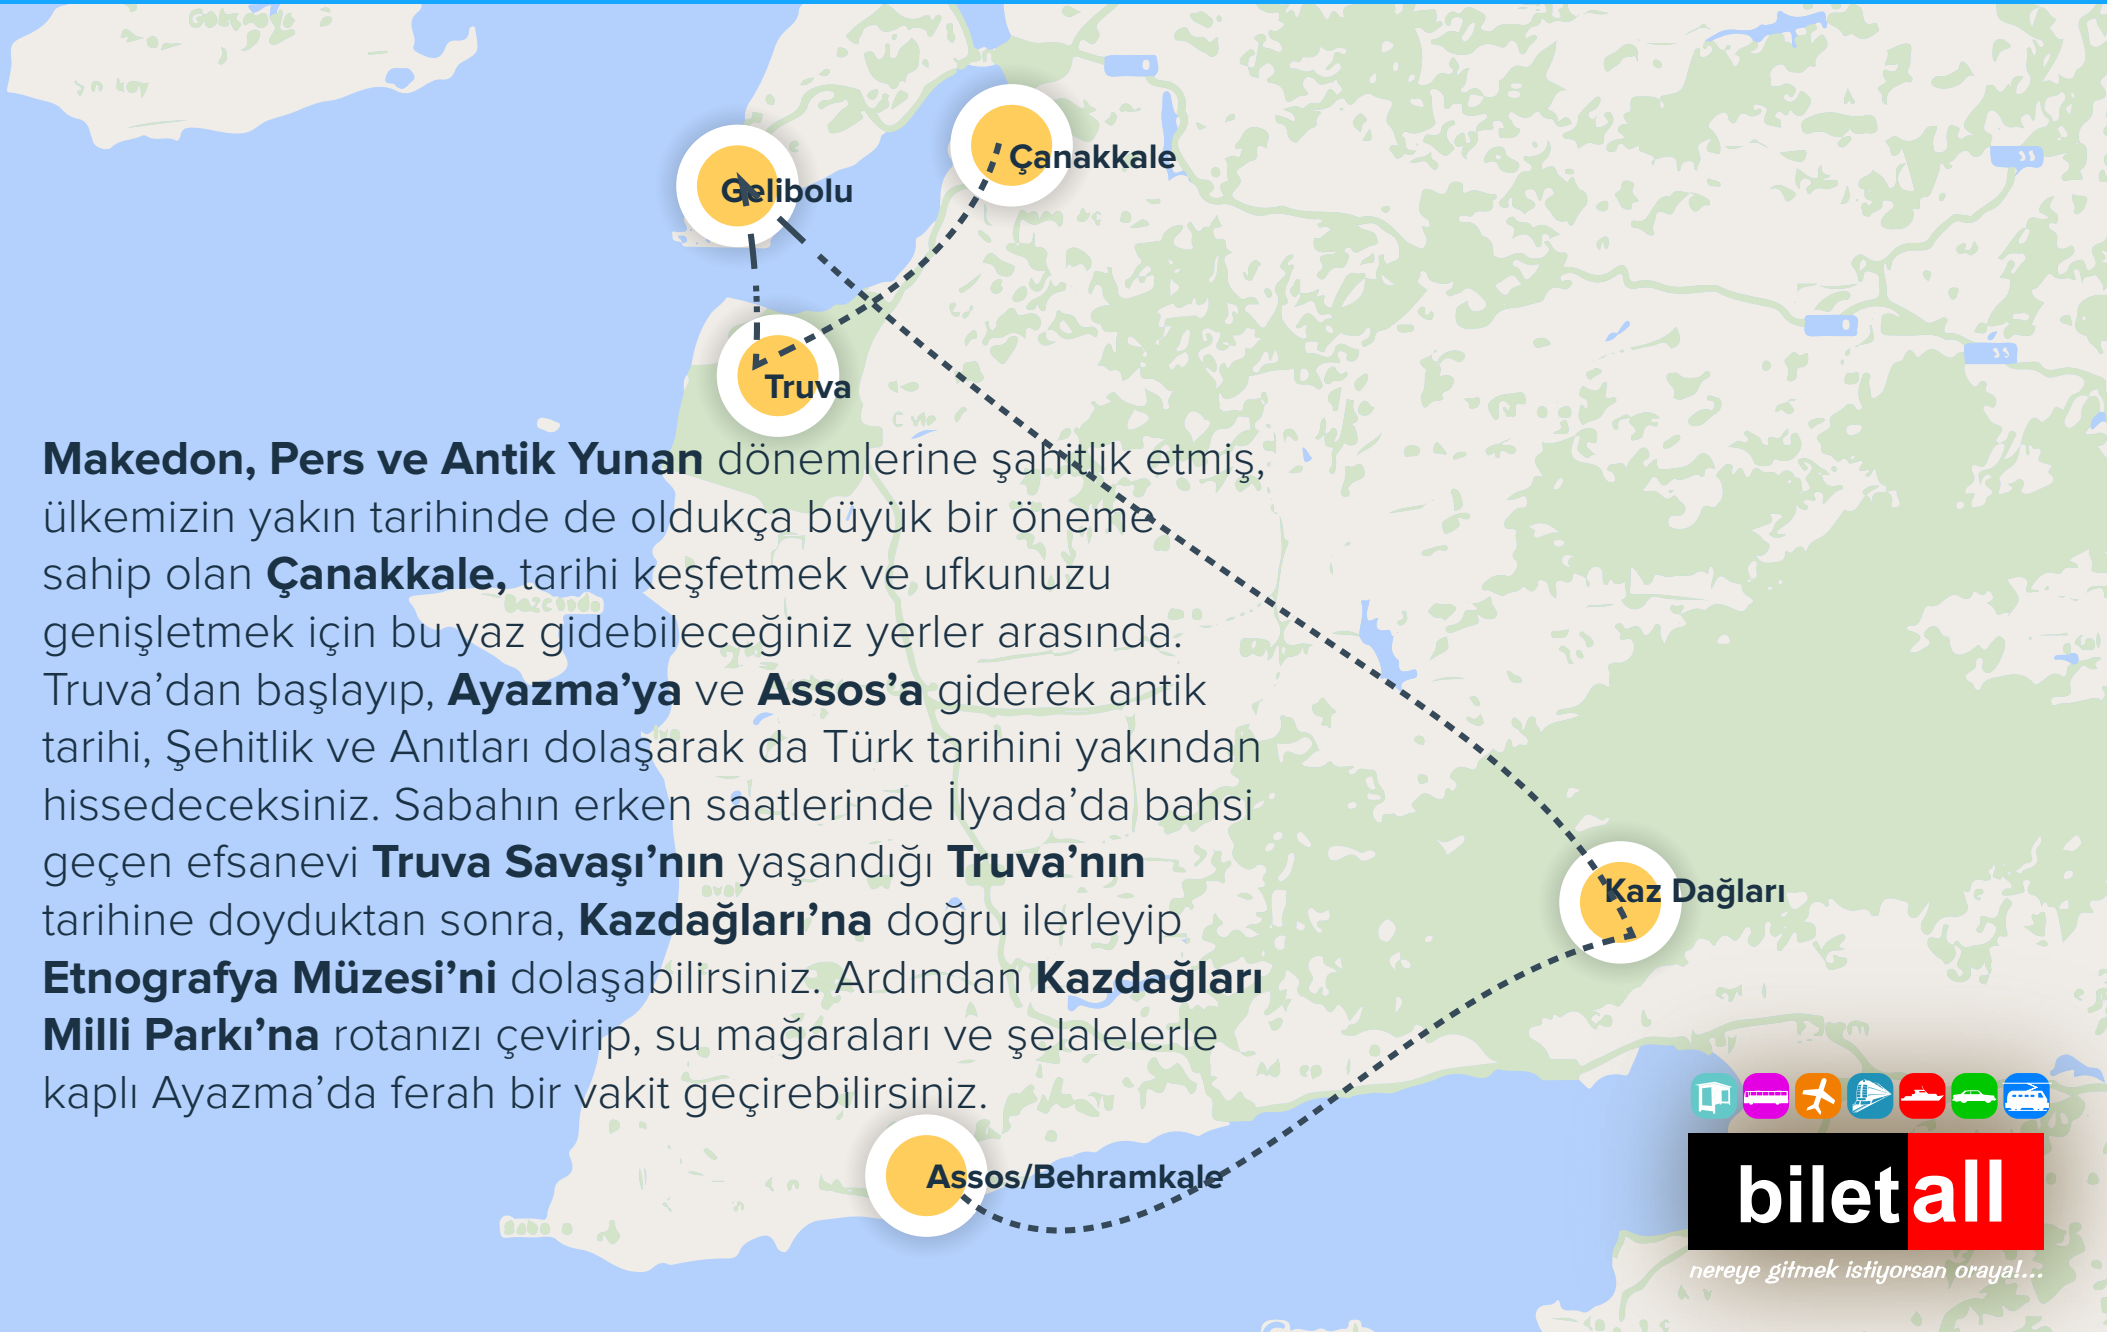 Çanakkale
Gelibolu
Truva
Makedon, Pers ve Antik Yunan dönemlerine şahitlik etmiş,
ülkemizin yakın tarihinde de oldukça büyük bir öneme
sahip olan Çanakkale, tarihi keşfetmek ve ufkunuzu
genişletmek için bu yaz gidebileceğiniz yerler arasında.
Truva’dan başlayıp, Ayazma’ya ve Assos’a giderek antik
tarihi, Şehitlik ve Anıtları dolaşarak da Türk tarihini yakından
hissedeceksiniz. Sabahın erken saatlerinde İlyada’da bahsi
geçen efsanevi Truva Savaşı’nın yaşandığı Truva’nın
tarihine doyduktan sonra, Kazdağları’na doğru ilerleyip
Etnografya Müzesi’ni dolaşabilirsiniz. Ardından Kazdağları
Milli Parkı’na rotanızı çevirip, su mağaraları ve şelalelerle
kaplı Ayazma’da ferah bir vakit geçirebilirsiniz.
Kaz Dağları
Assos/Behramkale
biletall
nereye gitmek istiyorsan oraya!...